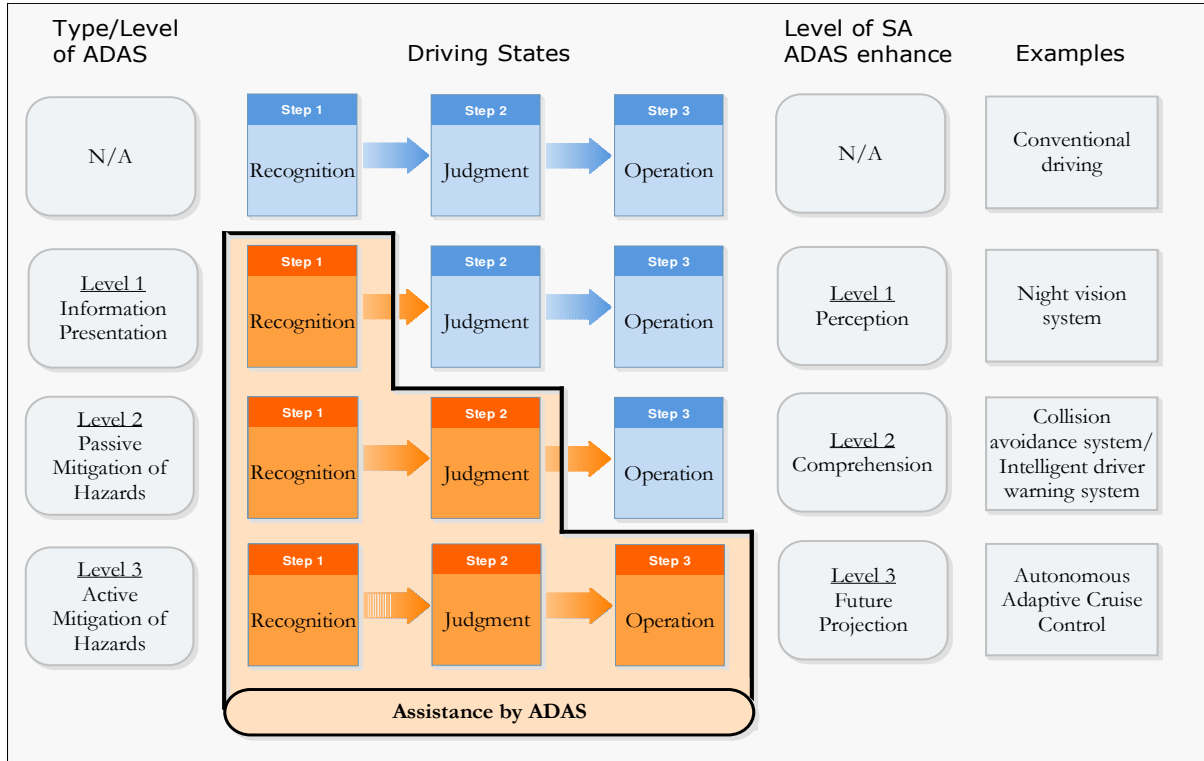 Type/Level
of ADAS
Driving States
Level of SA
ADAS enhance
Examples
N/A
Step 1
Recognition
Step 2
Judgment
Step 3
Operation
N/A
Conventional
driving
Level 1
Information
Presentation
Step 1
Recognition
Step 2
Judgment
Step 3
Operation
Level 1
Perception
Night vision
system
Level 2
Passive
Mitigation of
Hazards
Step 1
Recognition
Step 2
Judgment
Step 3
Operation
Level 2
Comprehension
Collision
avoidance system/
Intelligent driver
warning system
Level 3
Active
Mitigation of
Hazards
Step 1
Recognition
Step 2
Judgment
Step 3
Operation
Level 3
Future
Projection
Autonomous
Adaptive Cruise
Control
Assistance by ADAS